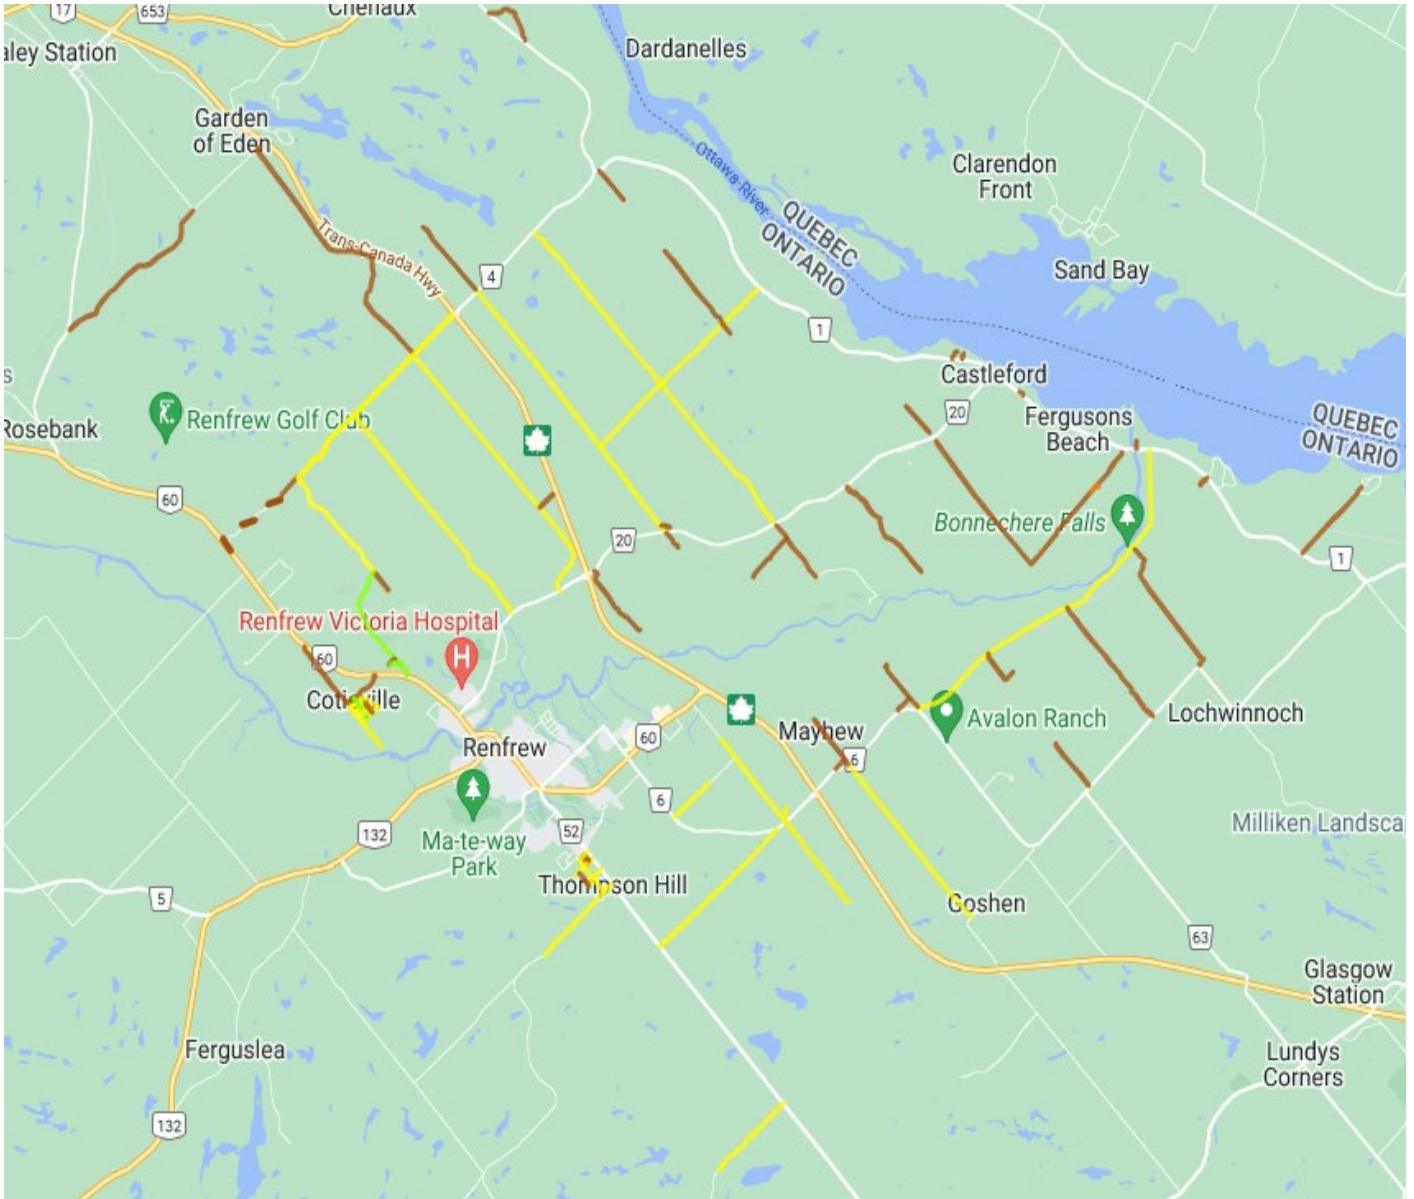 17
653
Chenaux
aley Station
Dardanelles
Garden
of Eden
Ottawa River
Clarendon
Front
QUEBEC
ONTARIO
Trans-Canada Hwy
4
Sand Bay
1
S
Castleford
20
Renfrew Golf Club
Rosebank
Fergusons
Beach
QUEBEC
ONTARIO
60
Bonnechere Falls
20
1
Renfrew Victoria Hospital
H
60
Cotieville
Avalon Ranch
Lochwinnoch
Mayhew
Renfrew
60
6
6
132
52
Ma-te-way
Park
Milliken Landsca
Thompson Hill
5
Goshen
63
Glasgow
Station
Ferguslea
Lundys
Corners
132